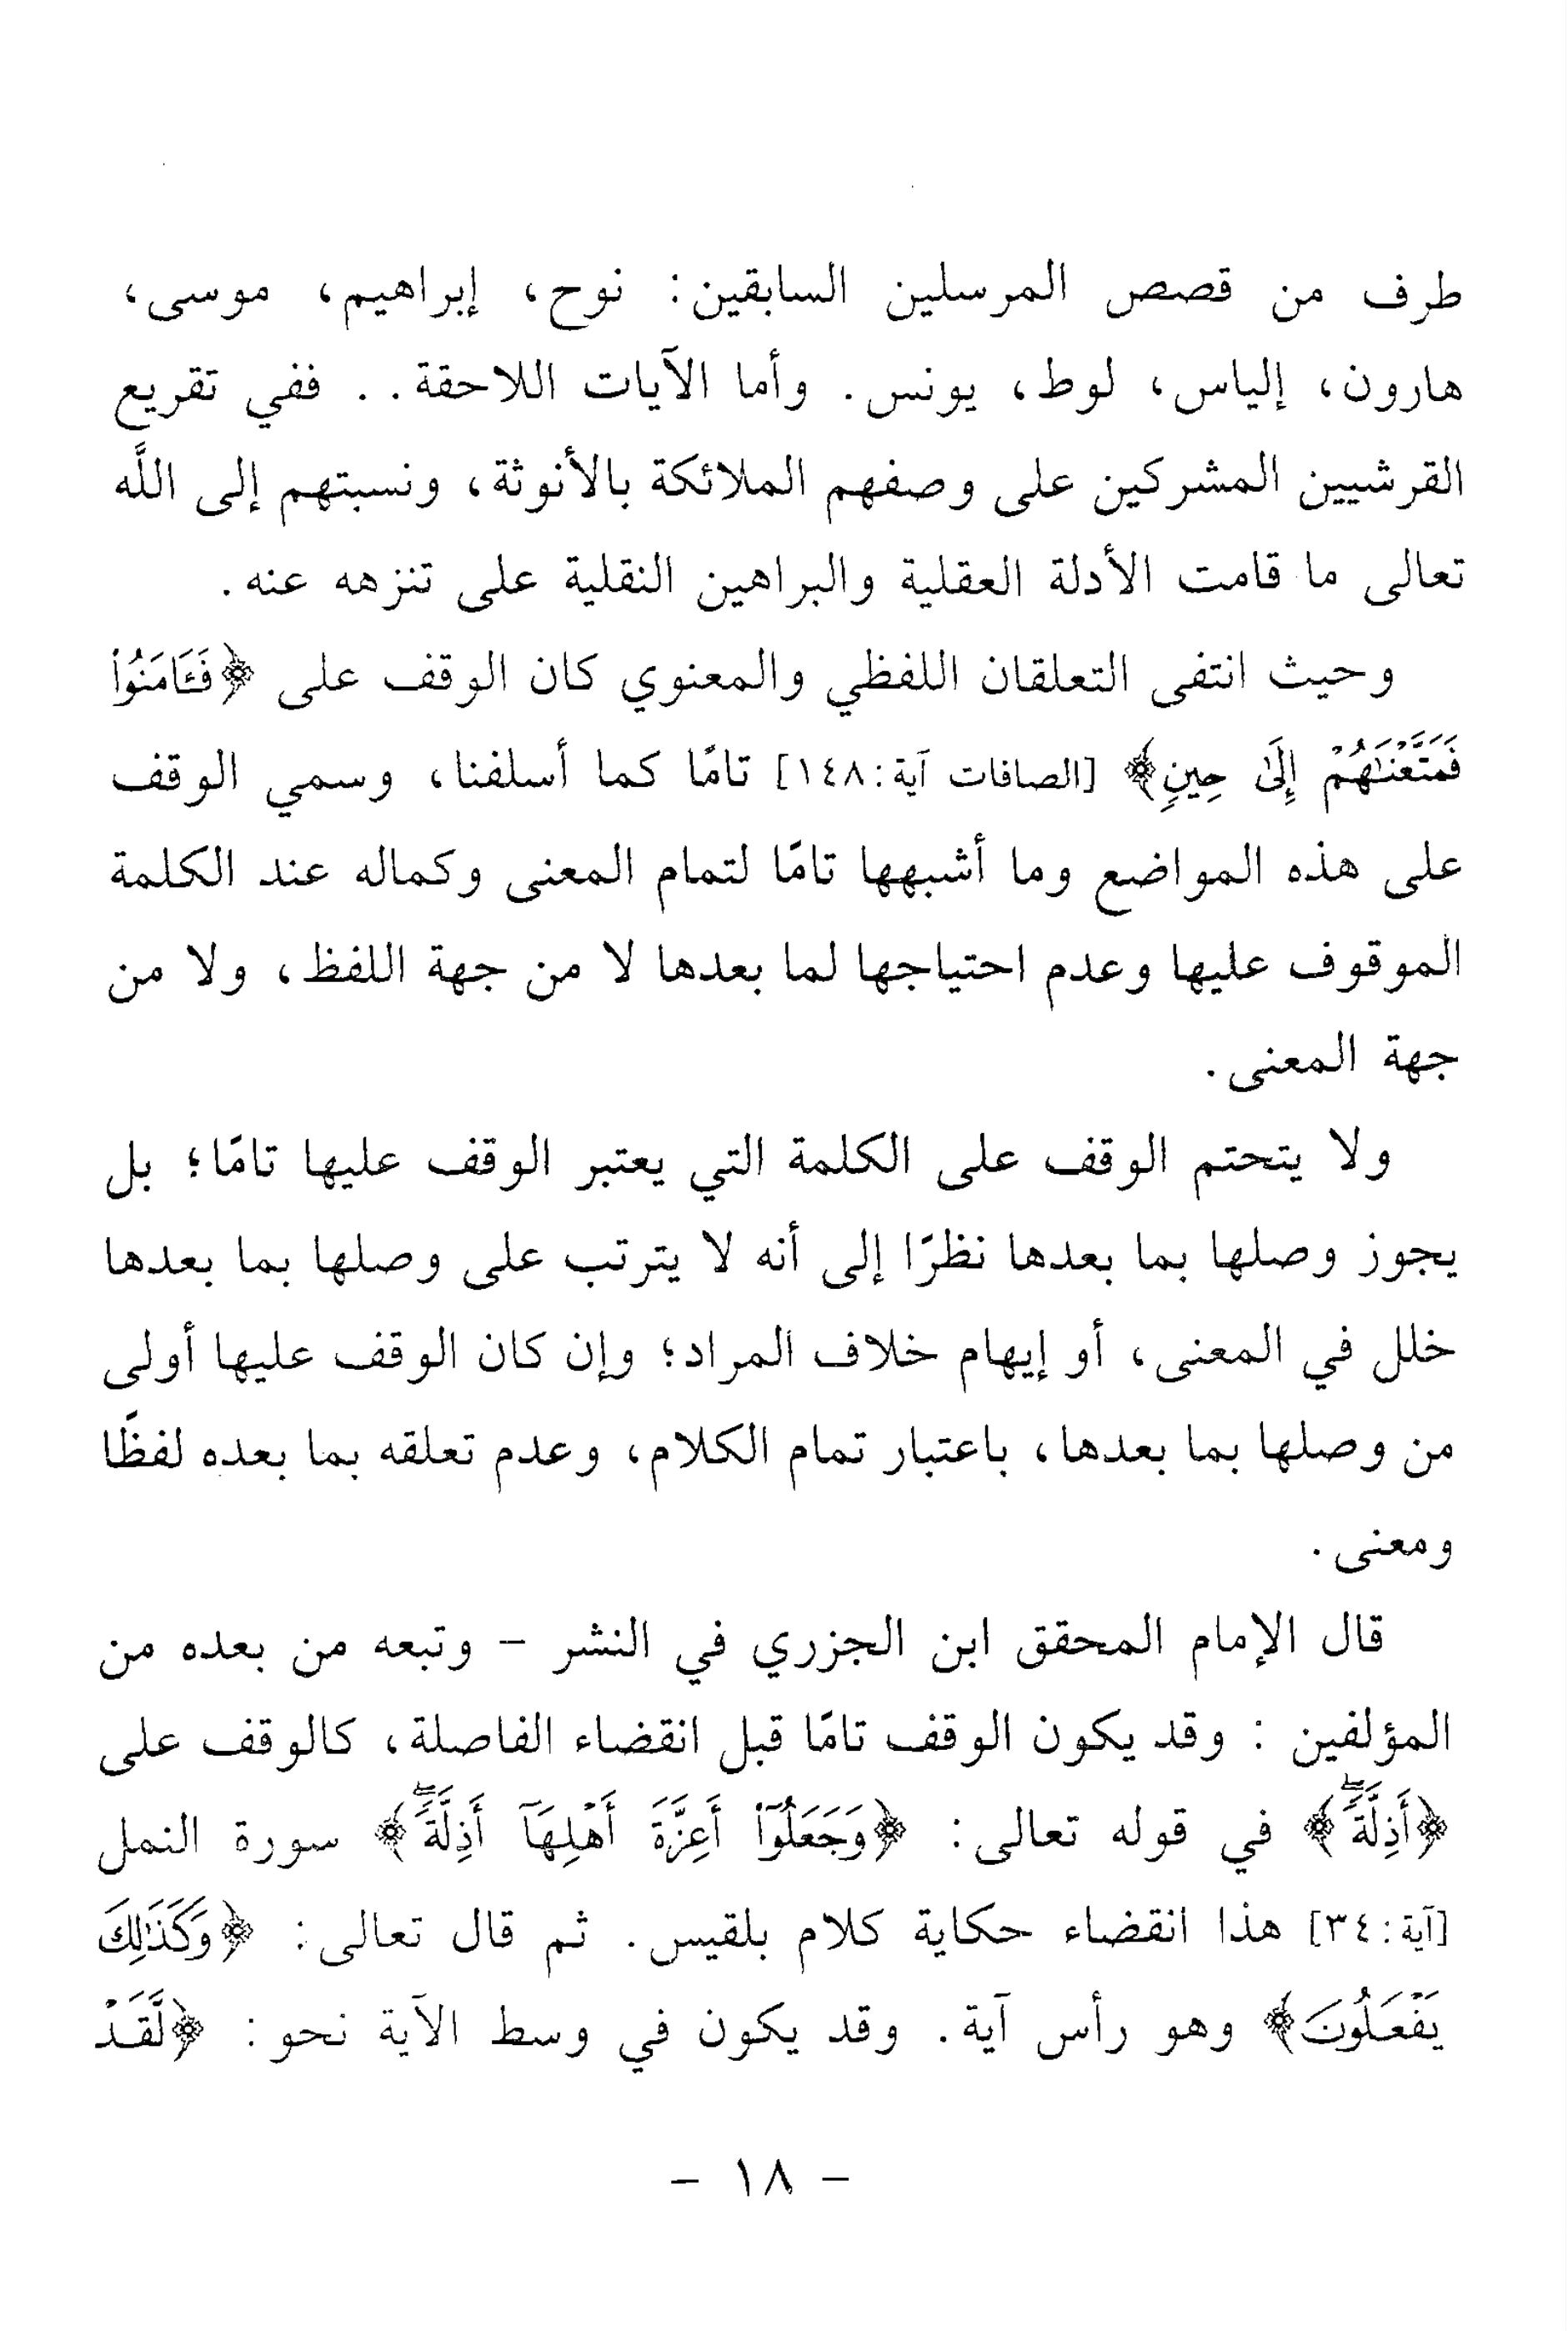 طرف من قصص المرسلين السابقين: نوح، إبراهيم، موسى،
هارون، إلياس، لوط، يونس. وأما الآيات اللاحقة.. ففي تقريع
القرشيين المشركين على وصفهم الملائكة بالأنوثة، ونسبتهم إلى اللَّه
تعالى ما قامت الأدلة العقلية والبراهين النقلية على تنزهه عنه.
وحيث انتفى التعلقان اللفظي والمعنوي كان الوقف على ﴿فَـَٔامَنُواْ
فَمَتَّعْنَٰهُمْ إِلَىٰ حِينٍ﴾ [الصافات آية: ١٤٨] تامًا كما أسلفنا، وسمي الوقف
على هذه المواضع وما أشبهها تامًا لتمام المعنى وكماله عند الكلمة
الموقوف عليها وعدم احتياجها لما بعدها لا من جهة اللفظ، ولا من
جهة المعنى.
ولا يتحتم الوقف على الكلمة التي يعتبر الوقف عليها تامًا؛ بل
يجوز وصلها بما بعدها نظرًا إلى أنه لا يترتب على وصلها بما بعدها
خلل في المعنى، أو إيهام خلاف المراد؛ وإن كان الوقف عليها أولى
من وصلها بما بعدها، باعتبار تمام الكلام، وعدم تعلقه بما بعده لفظًا
ومعنى.
قال الإمام المحقق ابن الجزري في النشر – وتبعه من بعده من
المؤلفين : وقد يكون الوقف تامًا قبل انقضاء الفاصلة، كالوقف على
﴿أَذِلَّةًۖ﴾ في قوله تعالى: ﴿وَجَعَلُوٓاْ أَعِزَّةَ أَهْلِهَآ أَذِلَّةًۖ﴾ سورة النمل
[آية: ٣٤] هذا انقضاء حكاية كلام بلقيس. ثم قال تعالى: ﴿وَكَذَٰلِكَ
يَفْعَلُونَ﴾ وهو رأس آية. وقد يكون في وسط الآية نحو: ﴿لَّقَدْ
– ١٨ –